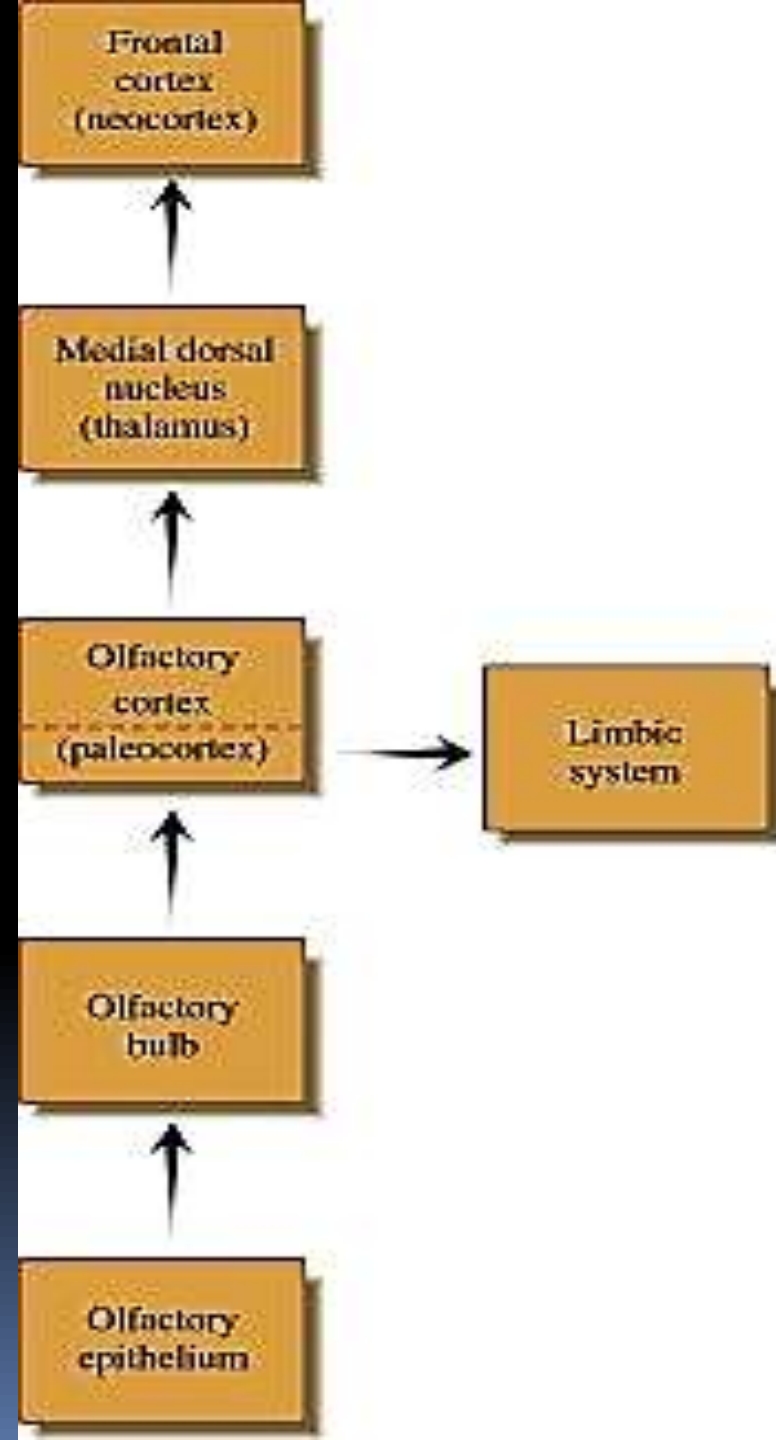 Frontal
cortex
(neocortex)
Medial dorsal
nucleus
(thalamus)
Olfactory
cortex
(paleocortex)
Limbic
system
Olfactory
bulb
Olfactory
epithelium